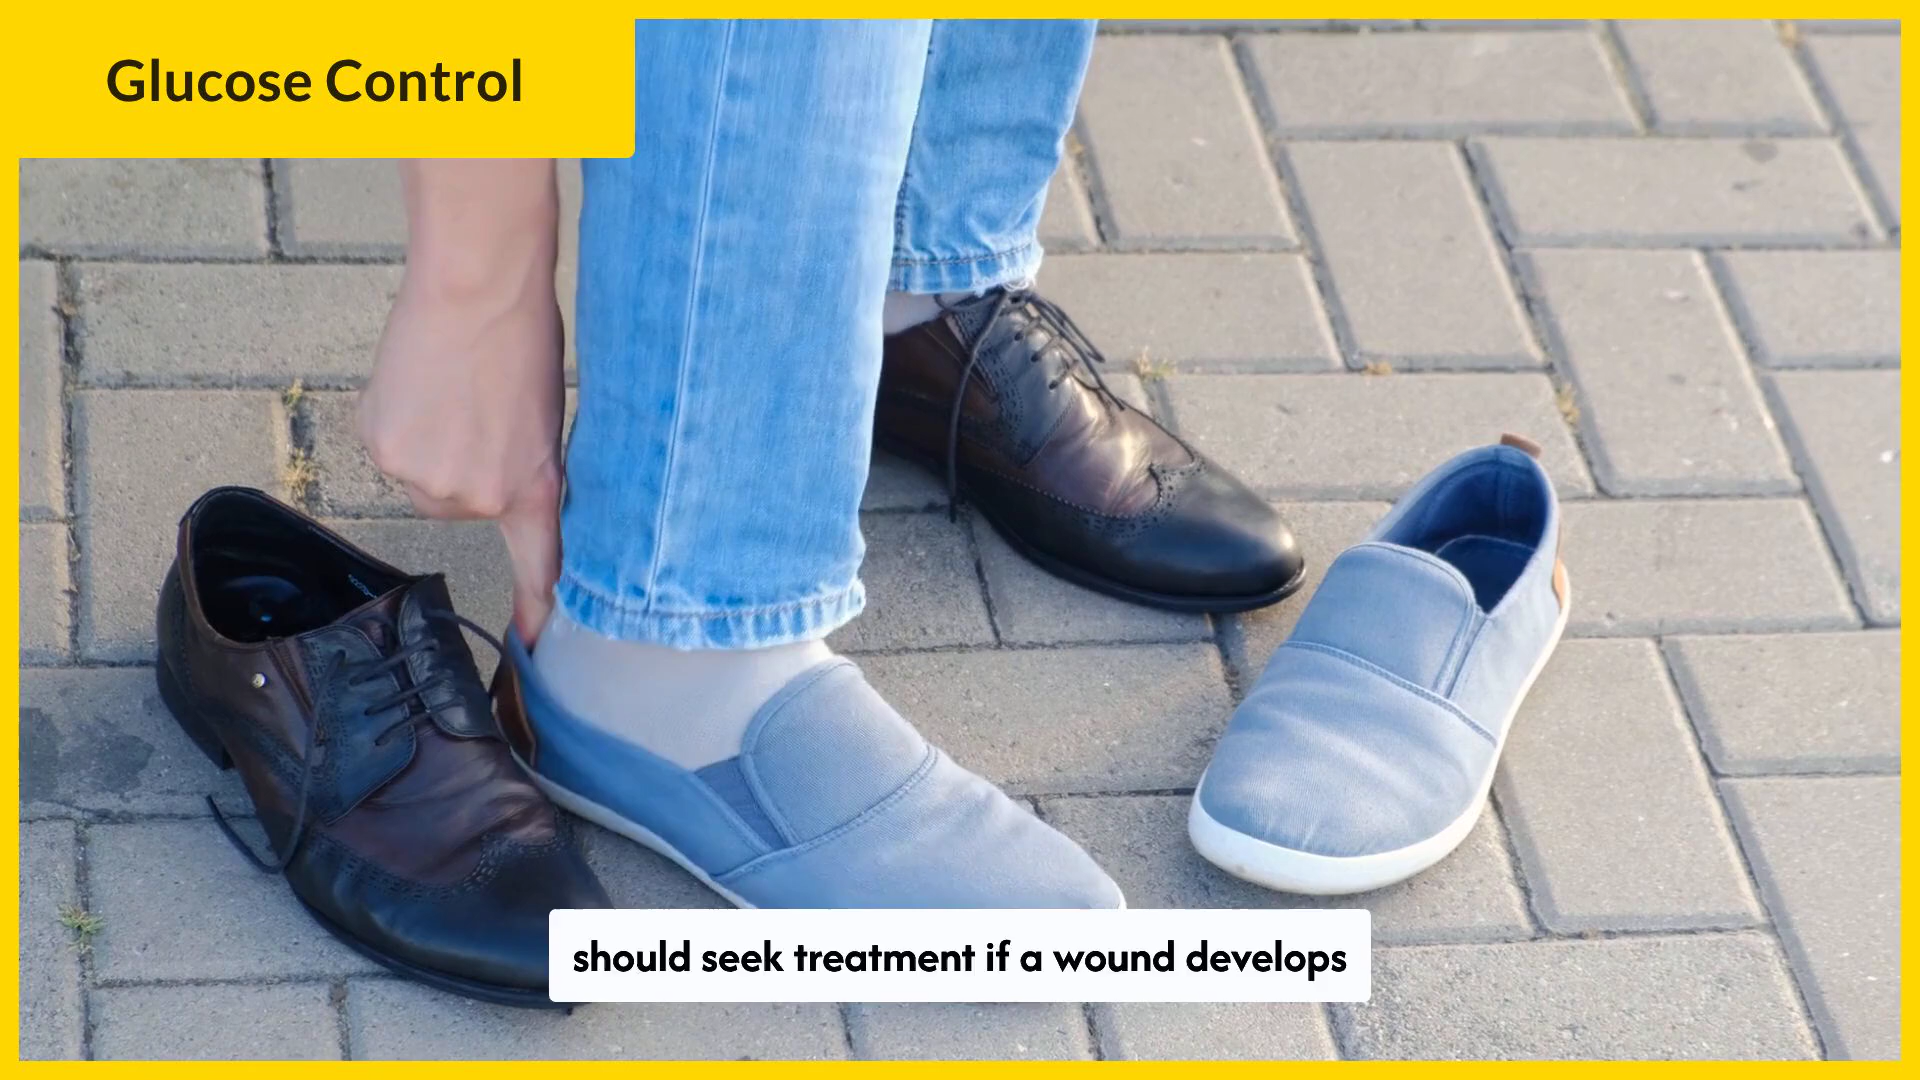 Glucose Control
should seek treatment if a wound develops